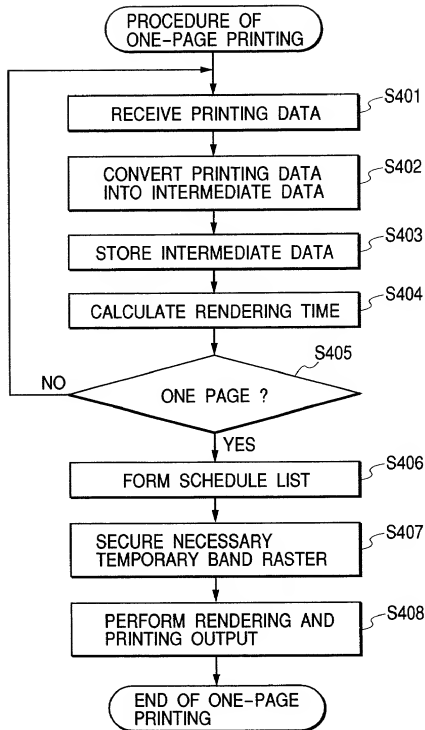 PROCEDURE OF
ONE-PAGE PRINTING
RECEIVE PRINTING DATA
S401
CONVERT PRINTING DATA
INTO INTERMEDIATE DATA
S402
STORE INTERMEDIATE DATA
S403
CALCULATE RENDERING TIME
S404
S405
NO
ONE PAGE ?
YES
FORM SCHEDULE LIST
S406
SECURE NECESSARY
TEMPORARY BAND RASTER
S407
PERFORM RENDERING AND
PRINTING OUTPUT
S408
END OF ONE-PAGE
PRINTING